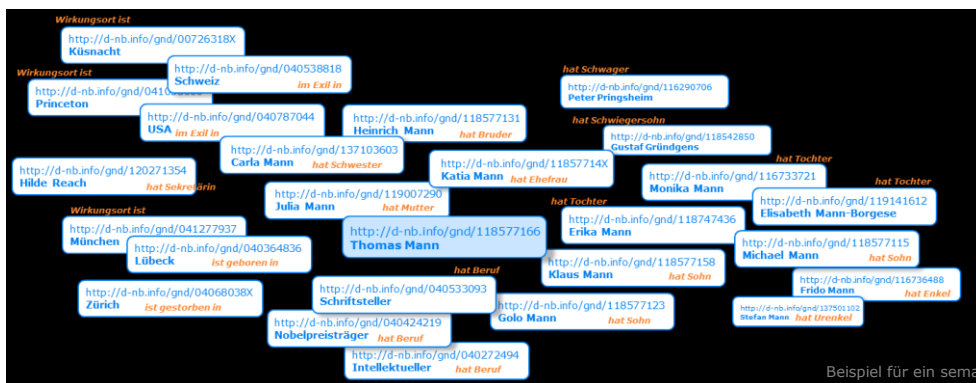 Wirkungsort ist
http://d-nb.info/gnd/00726318X
Küsnacht
http://d-nb.info/gnd/040538818
Schweiz
im Exil in
Wirkungsort ist
Princeton
http://d-nb.info/gnd/040787044
USA im Exil in
http://d-nb.info/gnd/118577131
Heinrich Mann
hat Bruder
http://d-nb.info/gnd/137103603
Carla Mann
hat Schwester
hat Schwager
http://d-nb.info/gnd/116290706
Peter Pringsheim
hat Schwiegersohn
http://d-nb.info/gnd/118542850
Gustaf Gründgens
http://d-nb.info/gnd/11857714X
Katia Mann
hat Ehefrau
hat Tochter
http://d-nb.info/gnd/116733721
Monika Mann
hat Tochter
http://d-nb.info/gnd/119141612
Elisabeth Mann-Borgese
http://d-nb.info/gnd/120271354
Hilde Reach
hat Sekretärin
http://d-nb.info/gnd/119007290
Julia Mann
hat Mutter
hat Tochter
http://d-nb.info/gnd/118747436
Erika Mann
Wirkungsort ist
http://d-nb.info/gnd/041277937
München
http://d-nb.info/gnd/040364836
Lübeck
ist geboren in
http://d-nb.info/gnd/118577166
Thomas Mann
http://d-nb.info/gnd/118577115
Michael Mann
hat Sohn
http://d-nb.info/gnd/118577158
Klaus Mann
hat Sohn
http://d-nb.info/gnd/116736488
Frido Mann
hat Enkel
http://d-nb.info/gnd/04068038X
Zürich
ist gestorben in
hat Beruf
http://d-nb.info/gnd/040533093
Schriftsteller
http://d-nb.info/gnd/118577123
Golo Mann
hat Sohn
http://d-nb.info/gnd/137501102
Stefan Mann
hat Urenkel
http://d-nb.info/gnd/040424219
Nobelpreisträger
hat Beruf
http://d-nb.info/gnd/040272494
Intellektueller
hat Beruf
Beispiel für ein